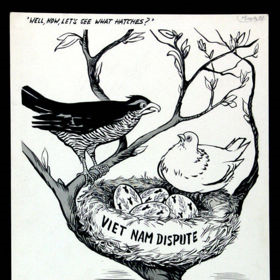 "WELL, NOW, LET'S SEE WHAT HATCHES?"
VIET NAM DISPUTE